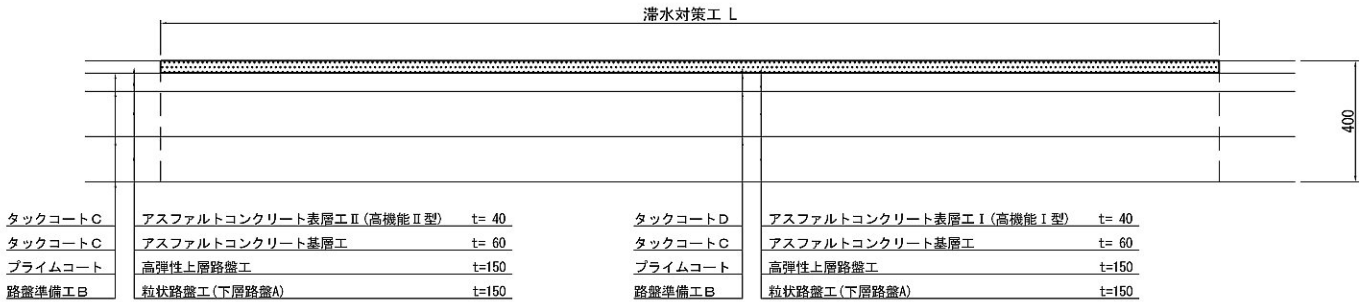 滞水対策工 L
400
タックコートC アスファルトコンクリート表層工Ⅱ(高機能Ⅱ型) t= 40
タックコートC アスファルトコンクリート基層工 t= 60
プライムコート 高弾性上層路盤工 t=150
路盤準備工B 粒状路盤工(下層路盤A) t=150
タックコートD アスファルトコンクリート表層工Ⅰ(高機能Ⅰ型) t= 40
タックコートC アスファルトコンクリート基層工 t= 60
プライムコート 高弾性上層路盤工 t=150
路盤準備工B 粒状路盤工(下層路盤A) t=150